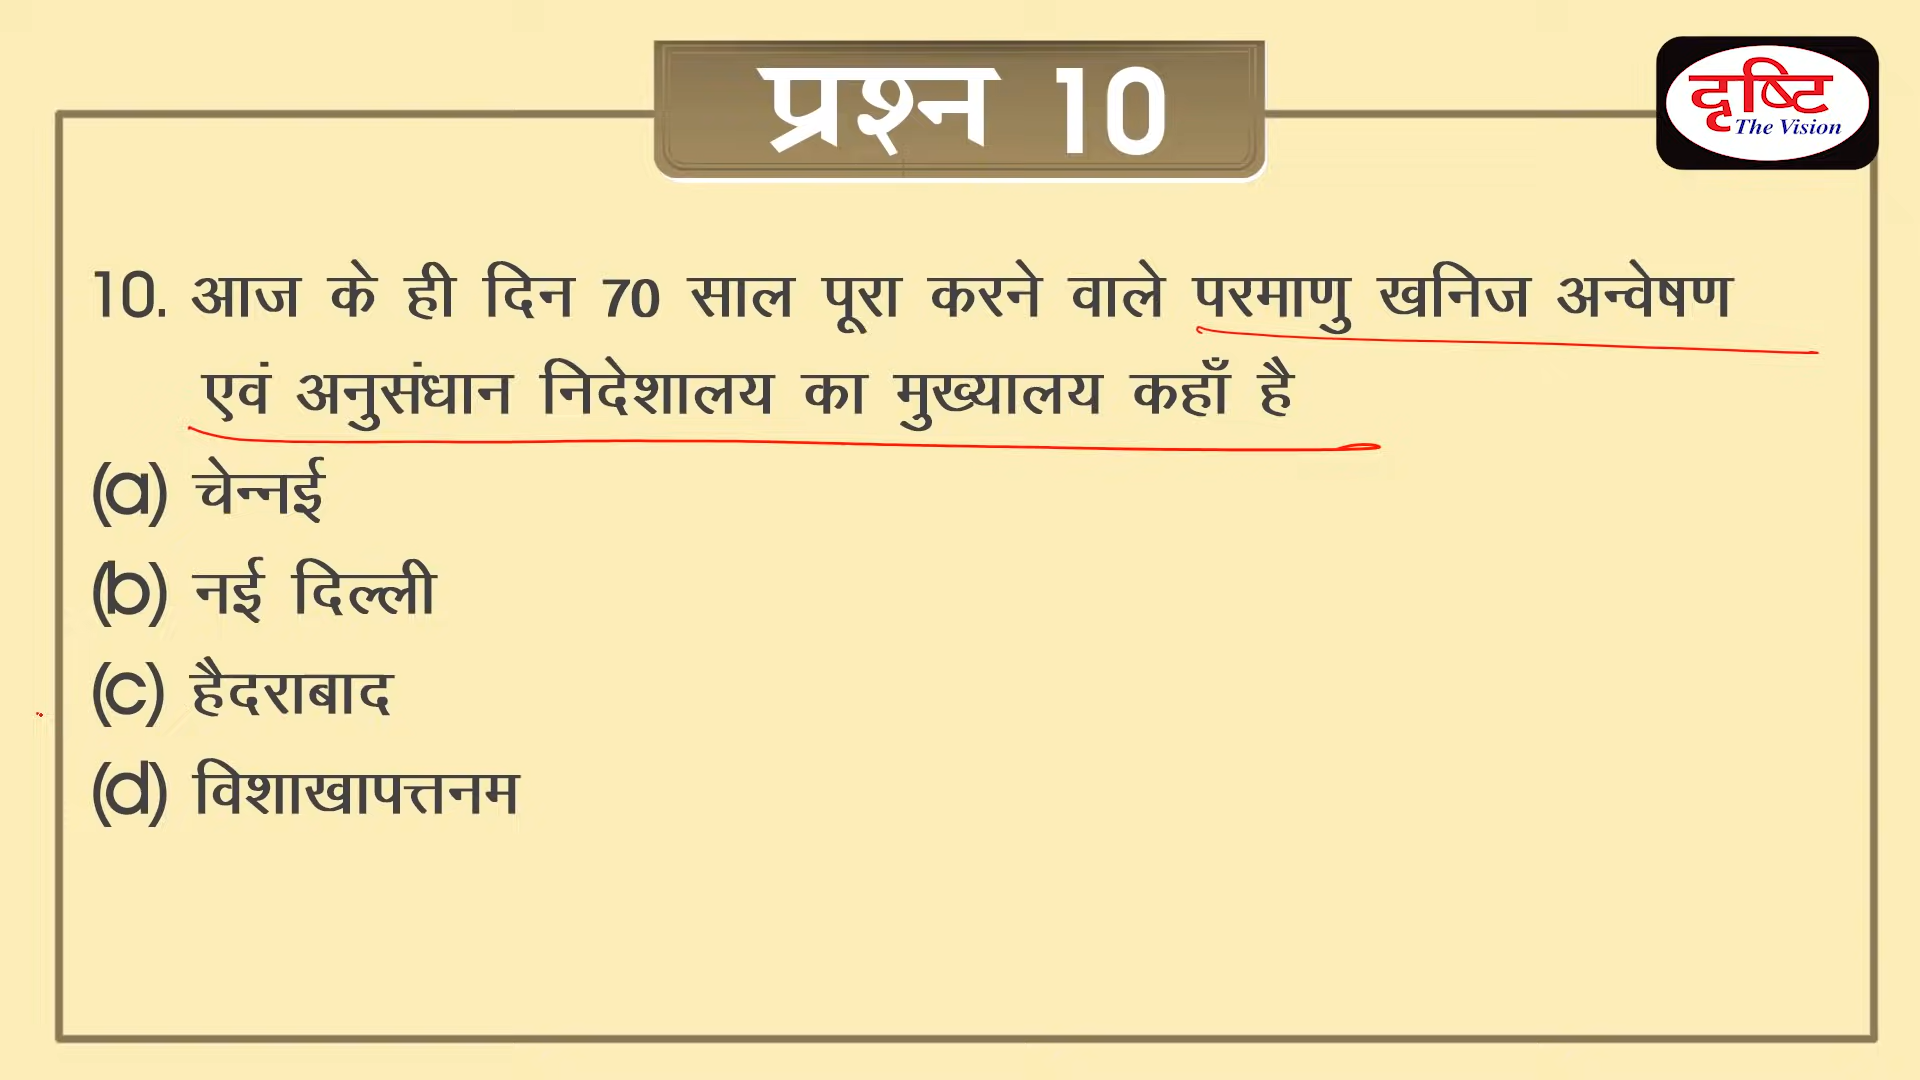 प्रश्न 10
दृष्टि
The Vision
10. आज के ही दिन 70 साल पूरा करने वाले परमाणु खनिज अन्वेषण
एवं अनुसंधान निदेशालय का मुख्यालय कहाँ है
(a) चेन्नई
(b) नई दिल्ली
(c) हैदराबाद
(d) विशाखापत्तनम